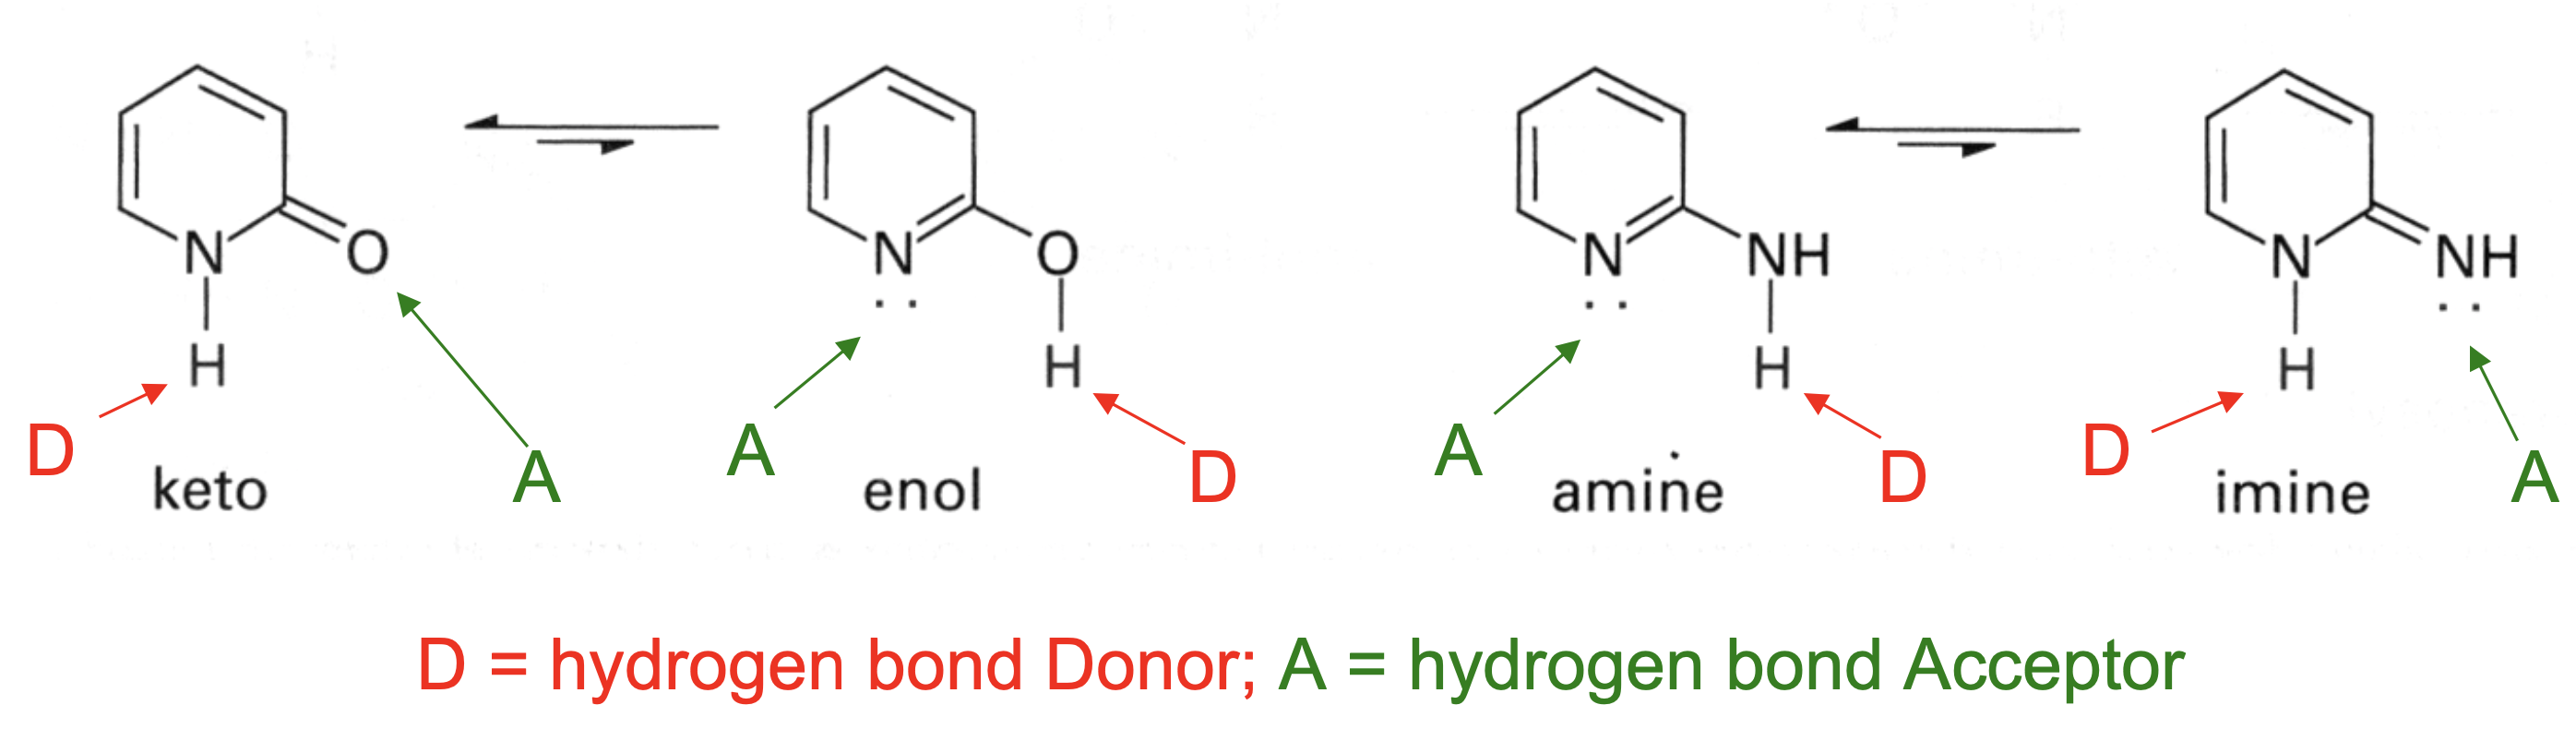 N O N O N NH N NH
H H H H
D A A D A D D A
keto enol amine imine
D = hydrogen bond Donor; A = hydrogen bond Acceptor